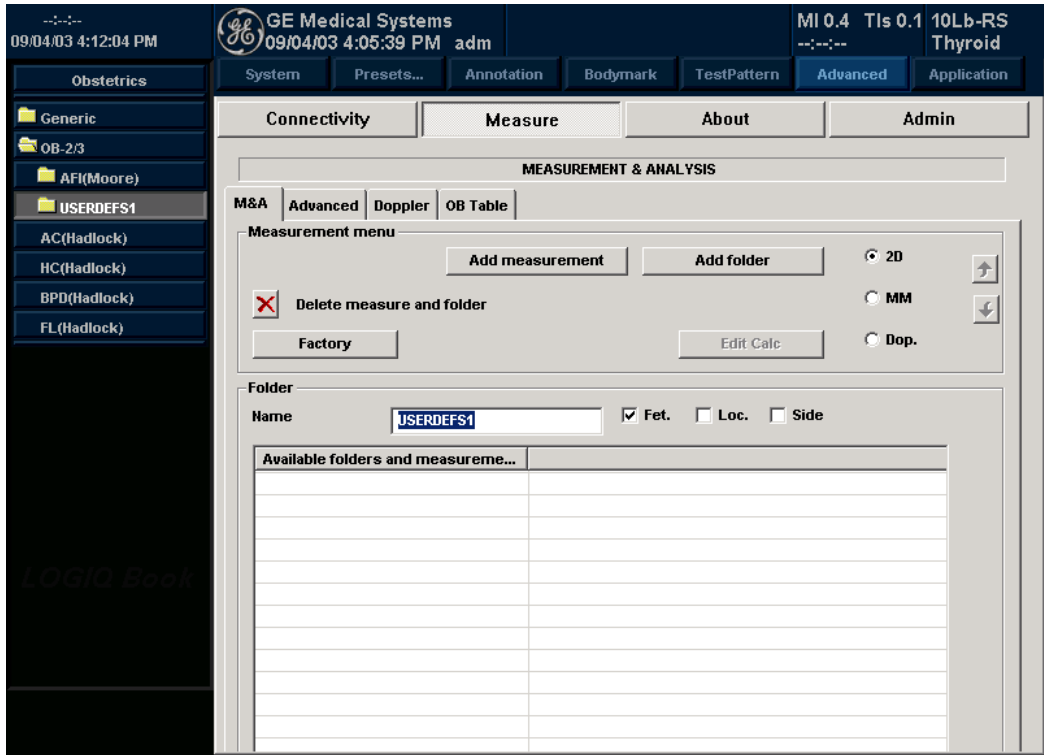 --:--:--
09/04/03 4:12:04 PM
GE Medical Systems
09/04/03 4:05:39 PM adm
MI 0.4 TIs 0.1 10Lb-RS
--:--:-- Thyroid
Obstetrics
System Presets... Annotation Bodymark TestPattern Advanced Application
Generic
OB-2/3
AFI(Moore)
USERDEFS1
AC(Hadlock)
HC(Hadlock)
BPD(Hadlock)
FL(Hadlock)
LOGIQ Book
Connectivity Measure About Admin
MEASUREMENT & ANALYSIS
M&A Advanced Doppler OB Table
Measurement menu
Add measurement Add folder 2D
Delete measure and folder MM
Factory Edit Calc Dop.
Folder
Name USERDEFS1 Fet. Loc. Side
Available folders and measureme...